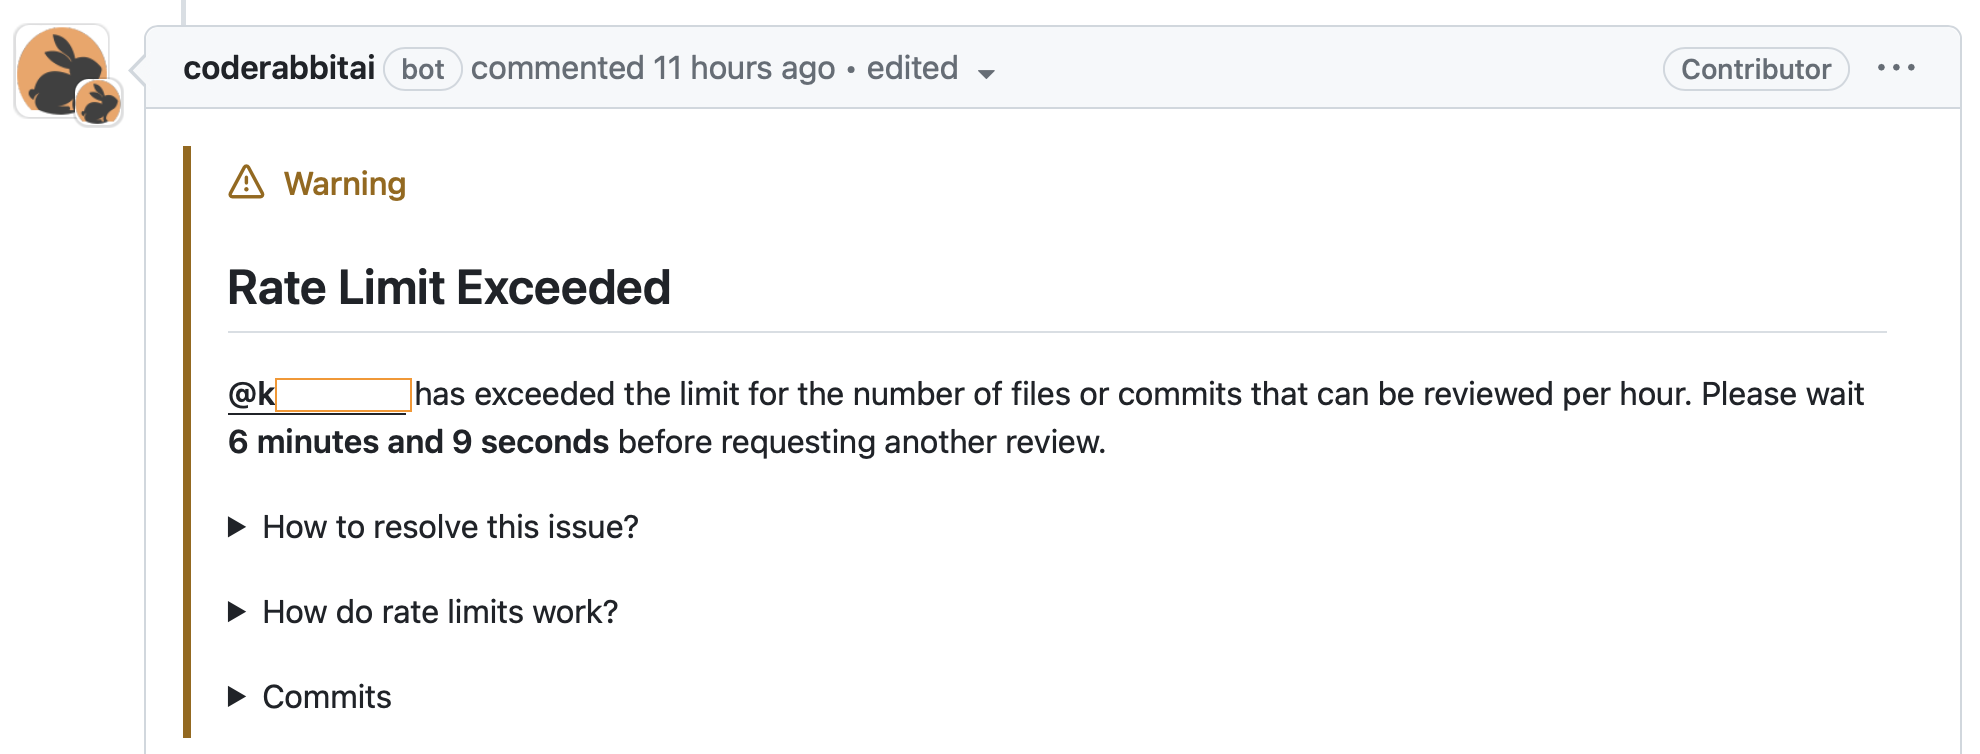 coderabbitai bot commented 11 hours ago • edited
Contributor
Warning
Rate Limit Exceeded
@k has exceeded the limit for the number of files or commits that can be reviewed per hour. Please wait
6 minutes and 9 seconds before requesting another review.
How to resolve this issue?
How do rate limits work?
Commits